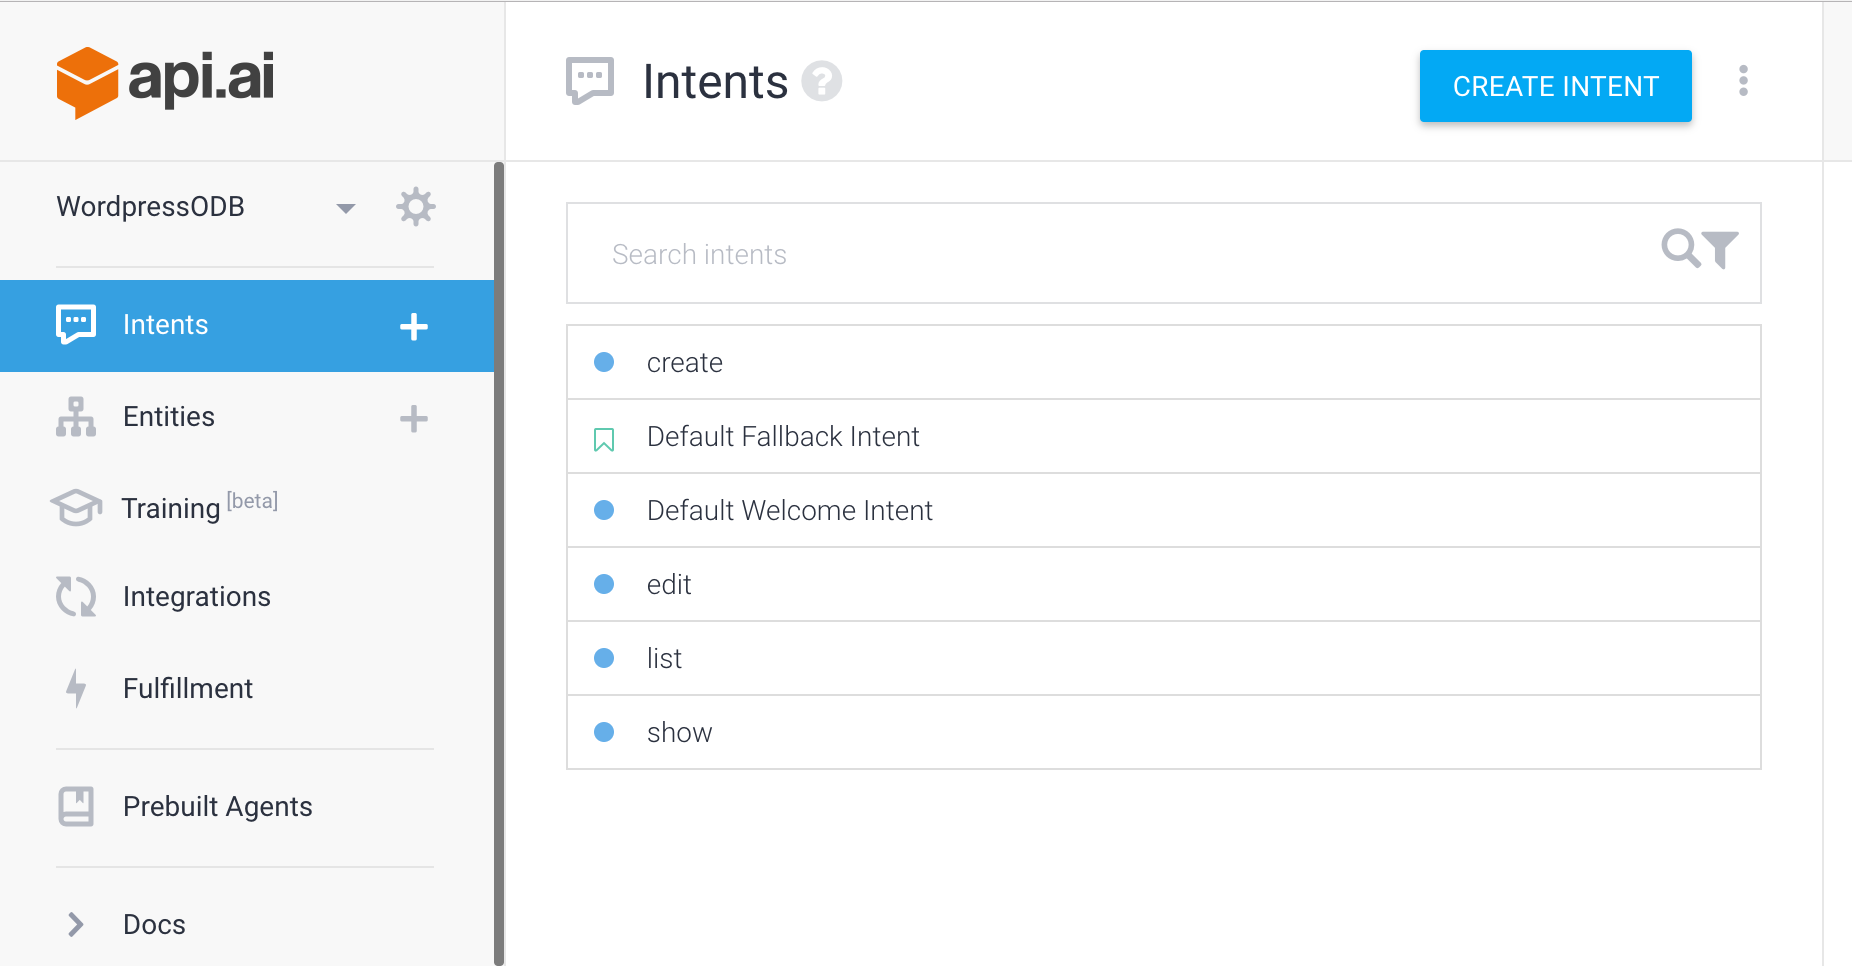 api.ai
Intents
CREATE INTENT
WordpressODB
Search intents
Intents
create
Entities
Default Fallback Intent
Training [beta]
Default Welcome Intent
Integrations
edit
list
Fulfillment
show
Prebuilt Agents
Docs